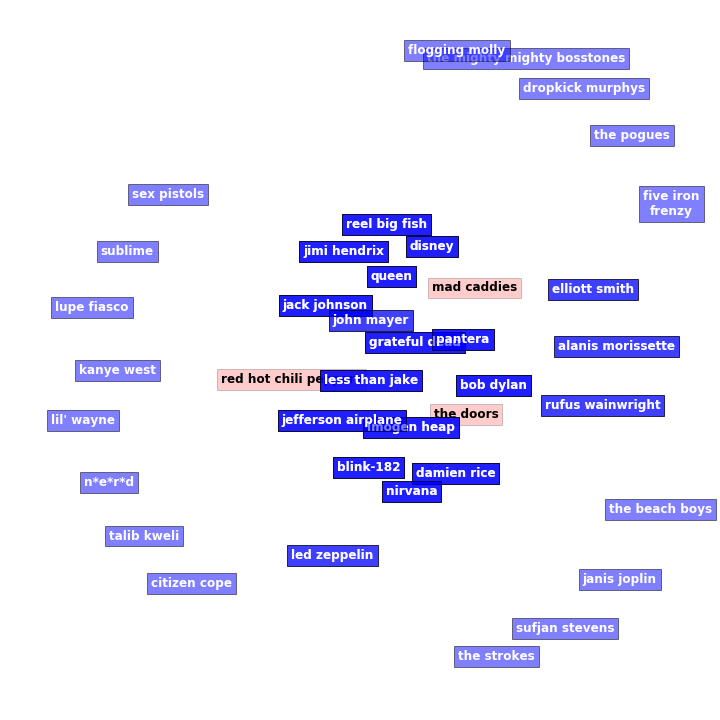 flogging molly
the mighty mighty bosstones
dropkick murphys
the pogues
sex pistols
five iron
frenzy
reel big fish
disney
sublime
jimi hendrix
queen
mad caddies
elliott smith
lupe fiasco
jack johnson
john mayer
grateful
pantera
alanis morissette
kanye west
red hot chili
less than jake
bob dylan
rufus wainwright
the doors
lil' wayne
jefferson airplane
imogen heap
blink-182
damien rice
n*e*r*d
nirvana
the beach boys
talib kweli
led zeppelin
citizen cope
janis joplin
sufjan stevens
the strokes